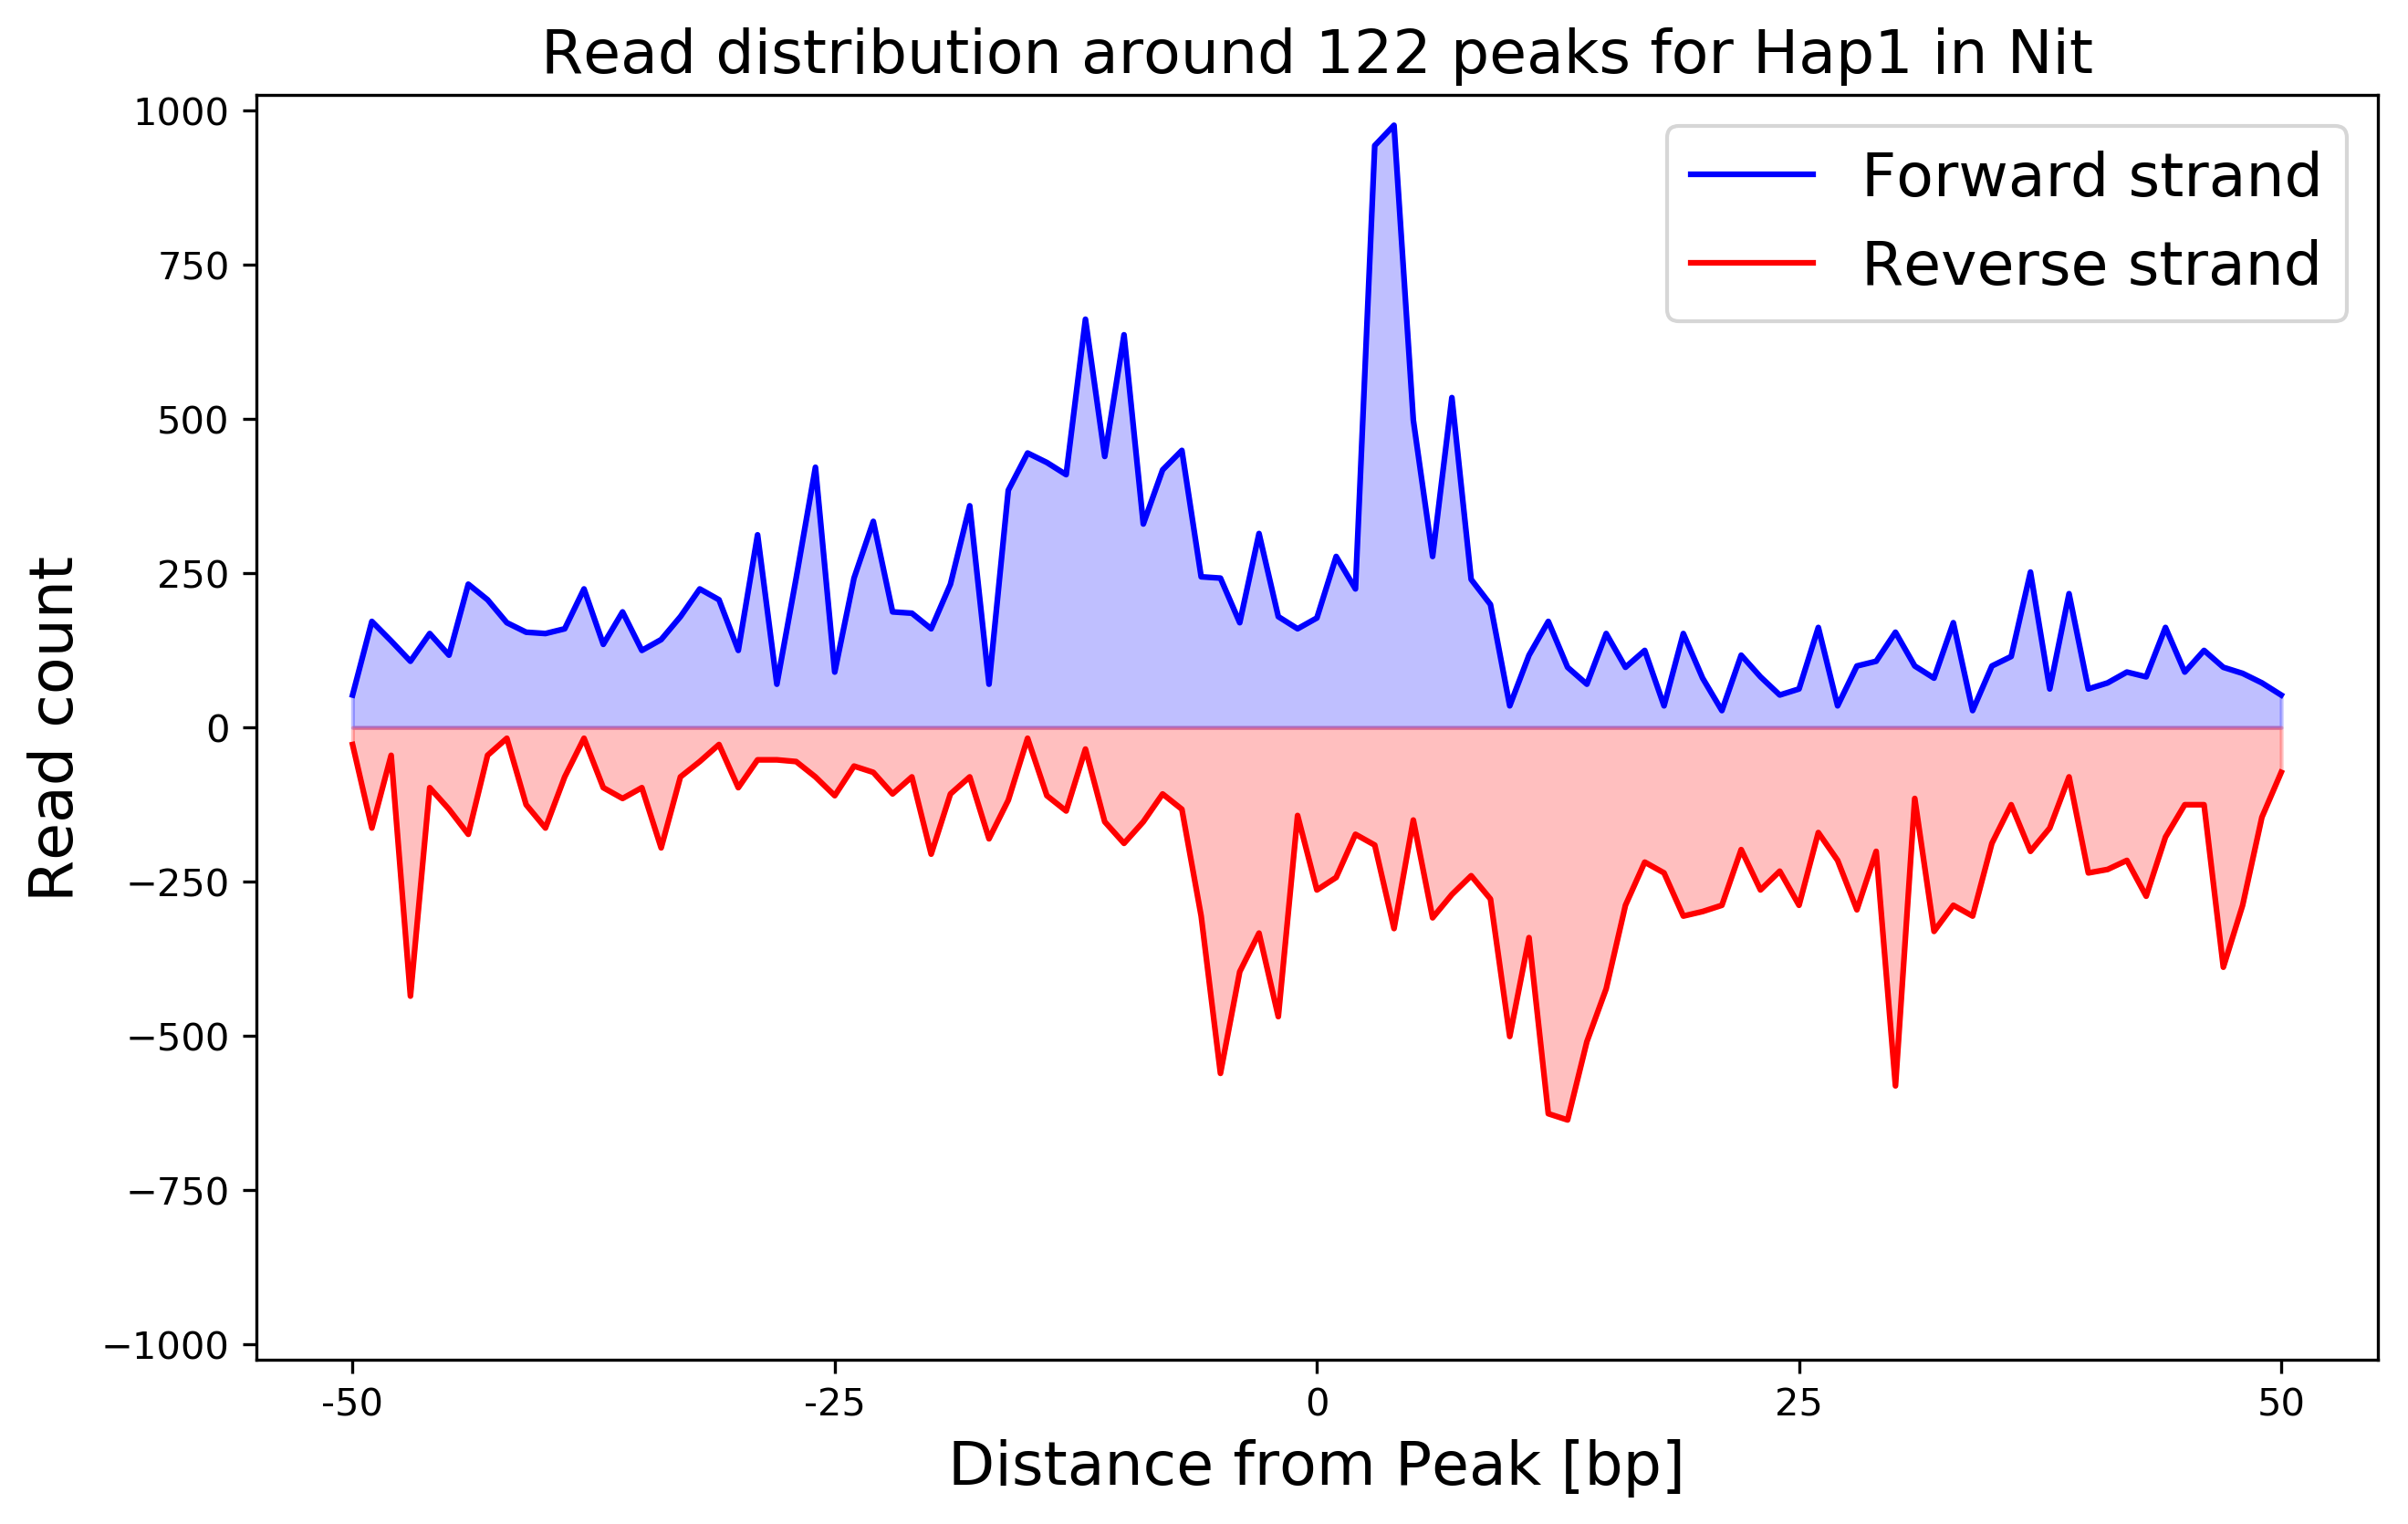 Read distribution around 122 peaks for Hap1 in Nit
1000
750
500
250
0
−250
−500
−750
−1000
Read count
Forward strand
Reverse strand
-50
-25
0
25
50
Distance from Peak [bp]